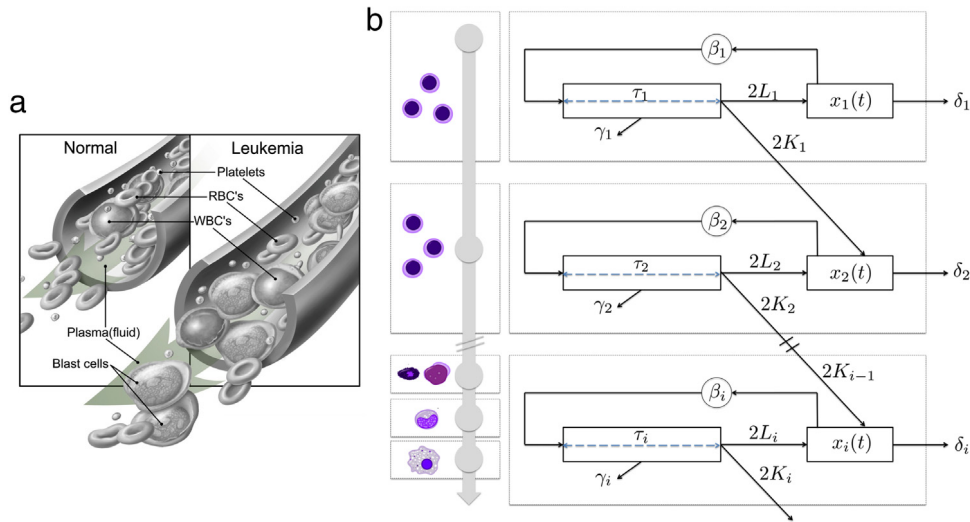 a
Normal
Leukemia
Platelets
RBC's
WBC's
Plasma(fluid)
Blast cells
b
β₁
τ₁
2L₁
x₁(t)
δ₁
γ₁
2K₁
β₂
τ₂
2L₂
x₂(t)
δ₂
γ₂
2K₂
2Kᵢ₋₁
βᵢ
τᵢ
2Lᵢ
xᵢ(t)
δᵢ
γᵢ
2Kᵢ